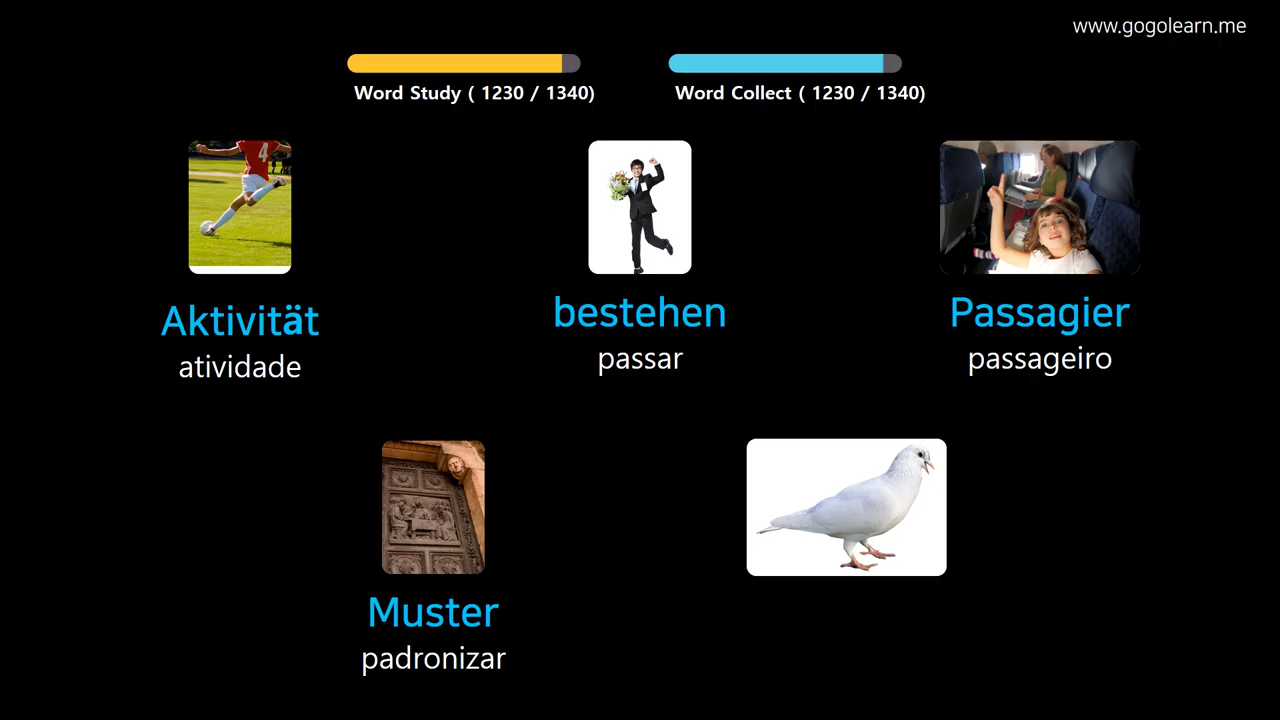 www.gogolearn.me
Word Study ( 1230 / 1340)
Word Collect ( 1230 / 1340)
4
Aktivität
atividade
bestehen
passar
Passagier
passageiro
Muster
padronizar